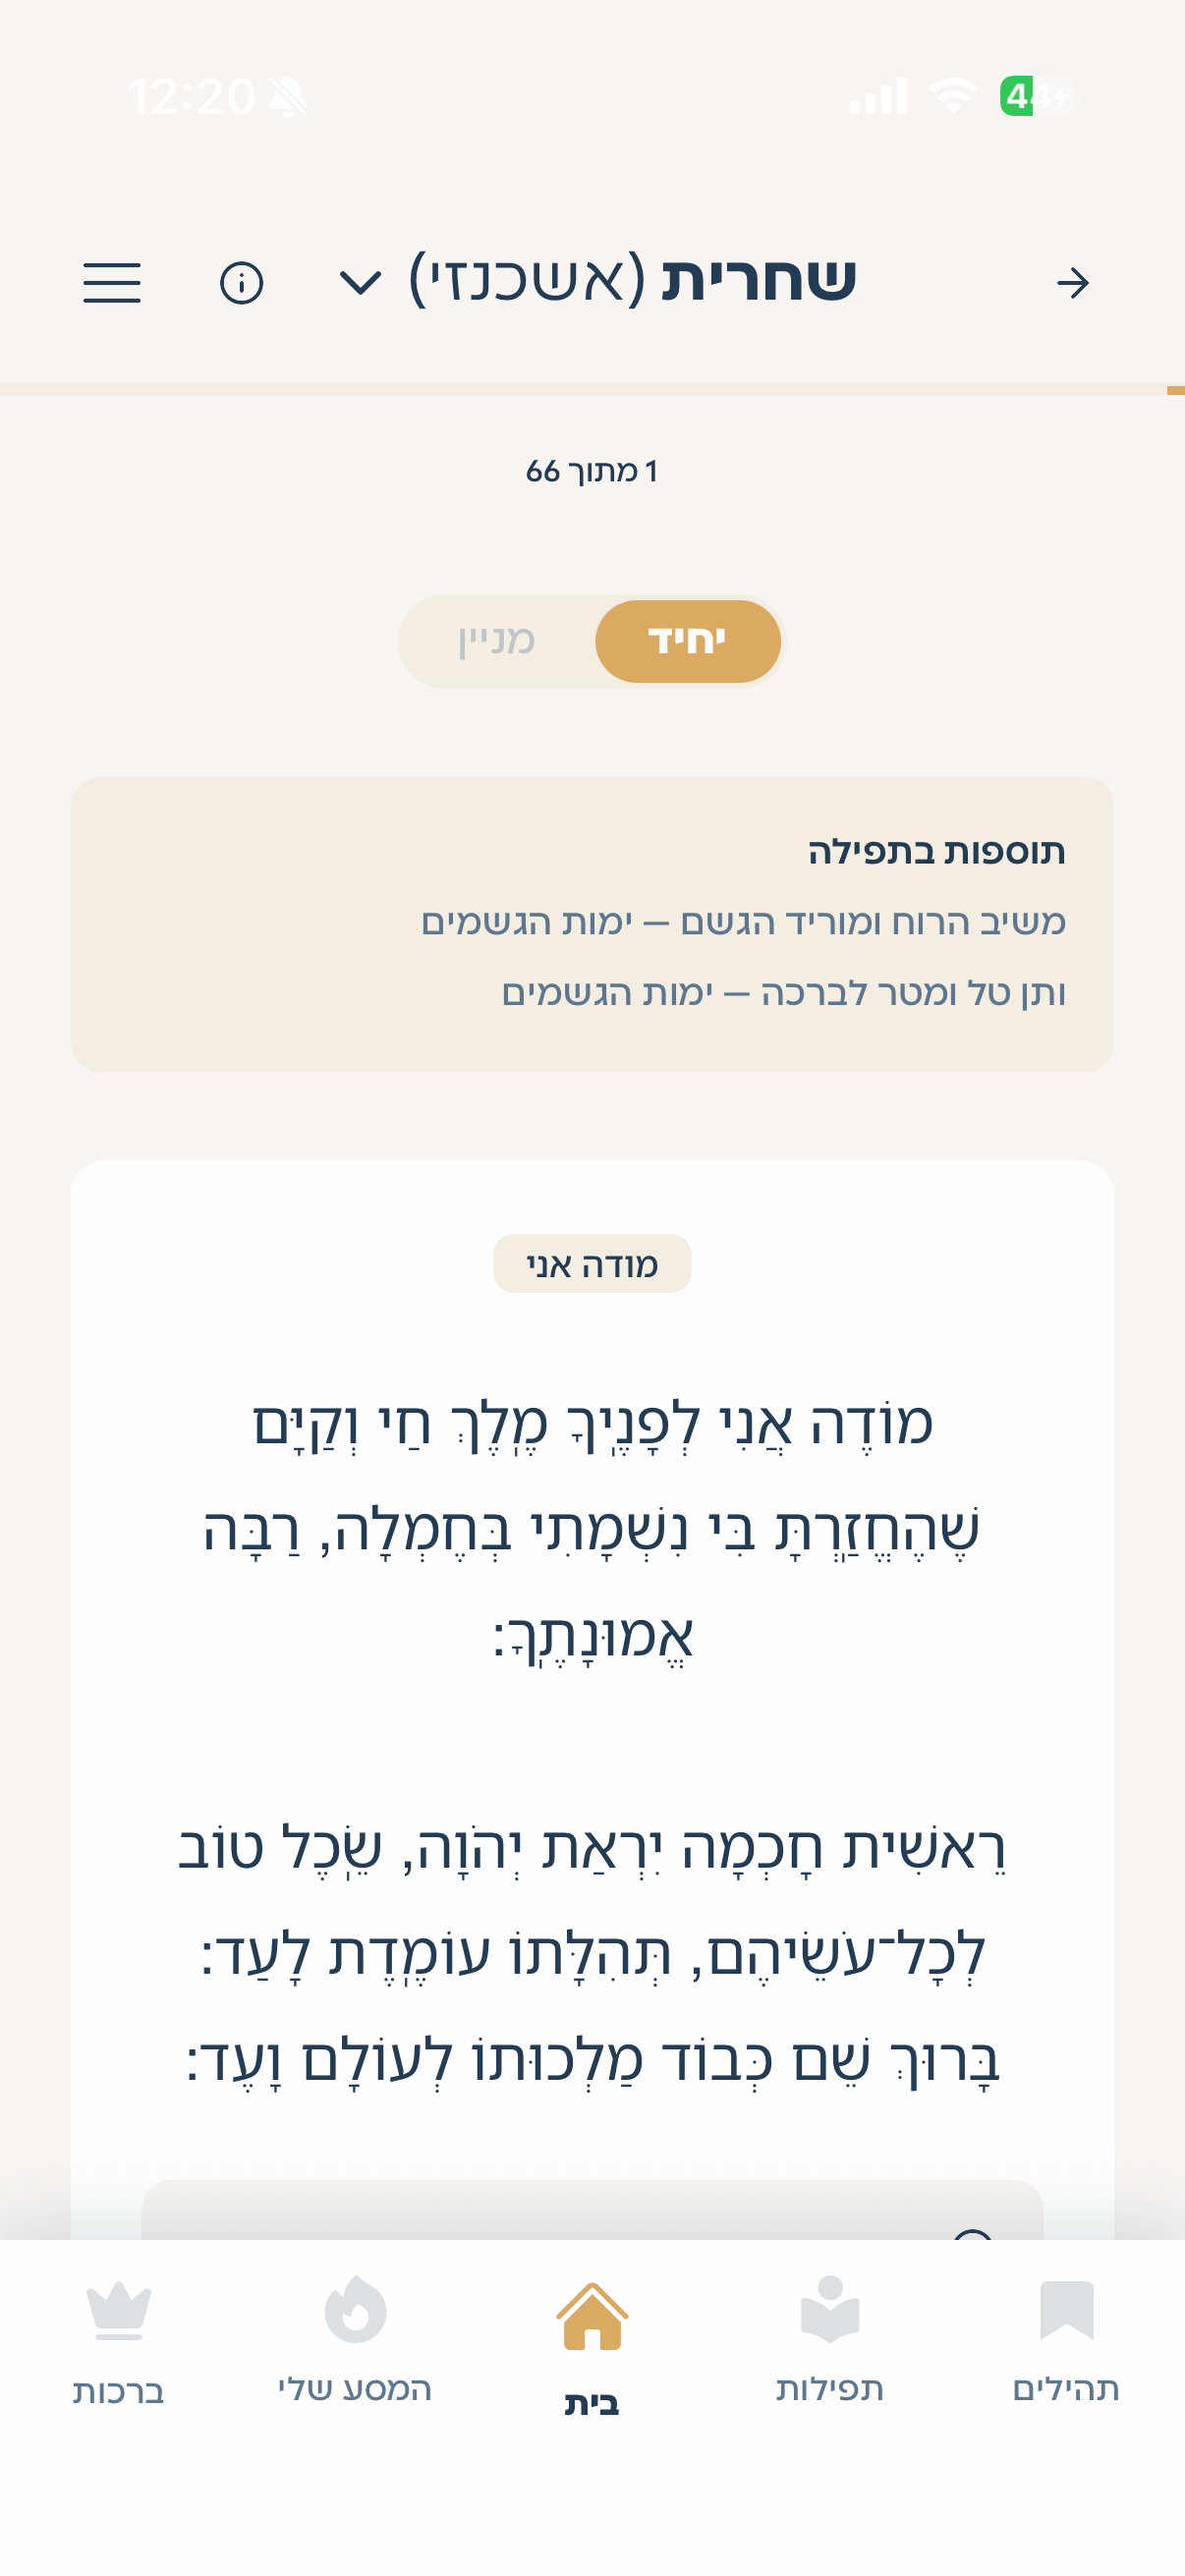 12:20
44
שחרית (אשכנזי)
1 מתוך 66
יחיד
מניין
תוספות בתפילה
משיב הרוח ומוריד הגשם – ימות הגשמים
ותן טל ומטר לברכה – ימות הגשמים
מודה אני
מוֹדֶה אֲנִי לְפָנֶֽיךָ מֶֽלֶךְ חַי וְקַיָּם
שֶׁהֶחֱזַֽרְתָּ בִּי נִשְׁמָתִי בְּחֶמְלָה, רַבָּה
אֱמוּנָתֶֽךָ:
רֵאשִׁית חָכְמָה יִרְאַת יְהֹוָה, שֵֽׂכֶל טוֹב
לְכָל־עֹשֵׂיהֶם, תְּהִלָּתוֹ עוֹמֶֽדֶת לָעַד:
בָּרוּךְ שֵׁם כְּבוֹד מַלְכוּתוֹ לְעוֹלָם וָעֶד:
תהילים
תפילות
בית
המסע שלי
ברכות